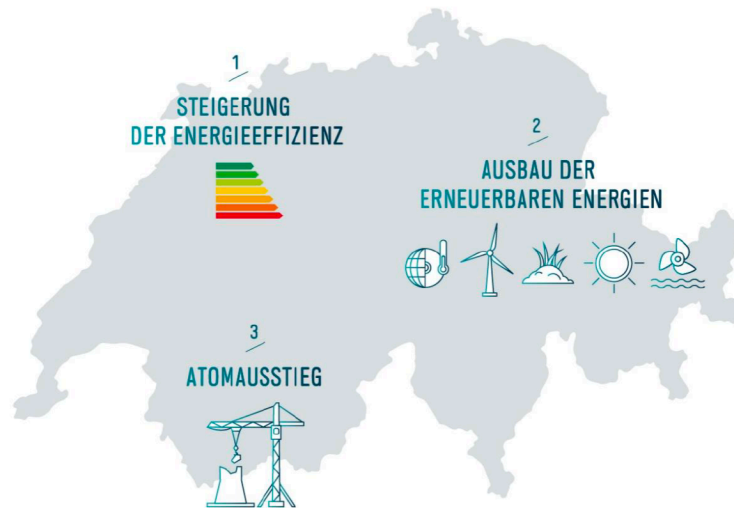 1
STEIGERUNG
DER ENERGIEEFFIZIENZ
2
AUSBAU DER
ERNEUERBAREN ENERGIEN
3
ATOMAUSSTIEG